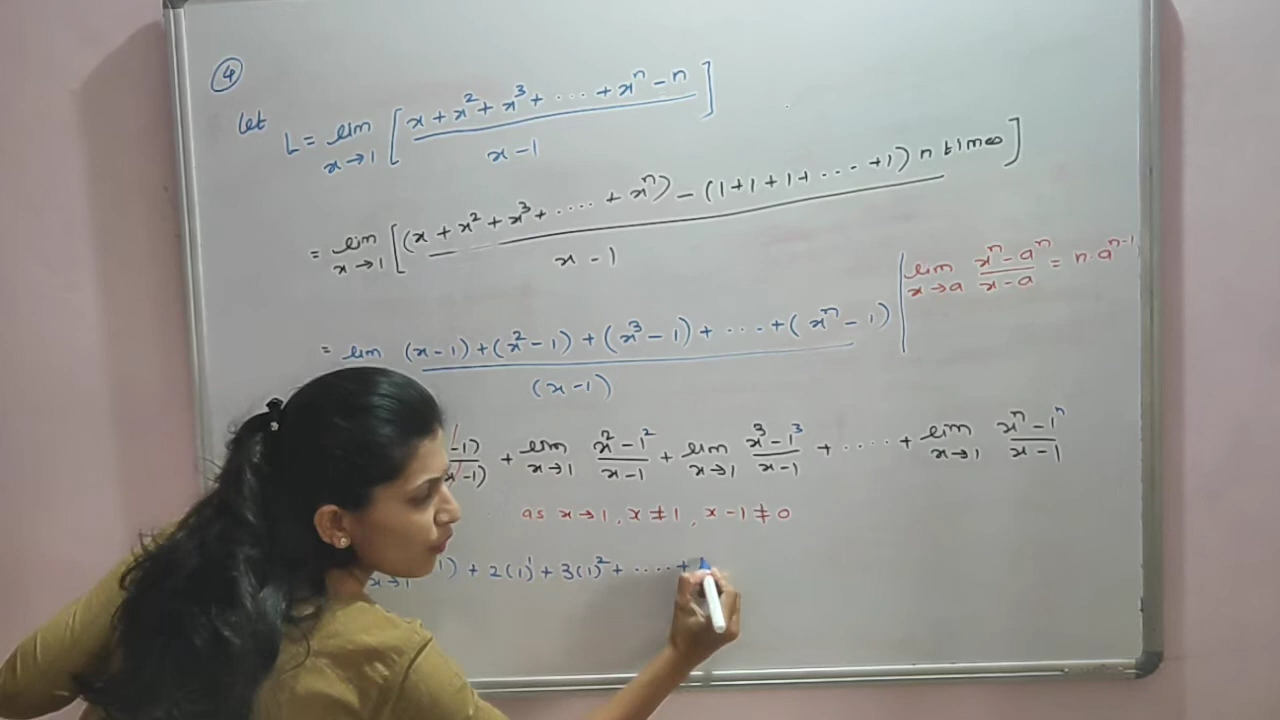 ④
Let L = lim x→1 [ (x + x² + x³ + .... + xⁿ − n) / (x − 1) ]
= lim x→1 [ ((x + x² + x³ + ..... + xⁿ) − (1 + 1 + 1 + .... + 1) n times) / (x − 1) ]
lim x→a (xⁿ − aⁿ) / (x − a) = n · aⁿ⁻¹
= lim ((x − 1) + (x² − 1) + (x³ − 1) + .... + (xⁿ − 1)) / (x − 1)
−1) / x−1) + lim x→1 (x² − 1²) / (x − 1) + lim x→1 (x³ − 1³) / (x − 1) + ..... + lim x→1 (xⁿ − 1ⁿ) / (x − 1)
as x→1, x ≠ 1, x − 1 ≠ 0
x→1 1) + 2(1)¹ + 3(1)² + ..... +